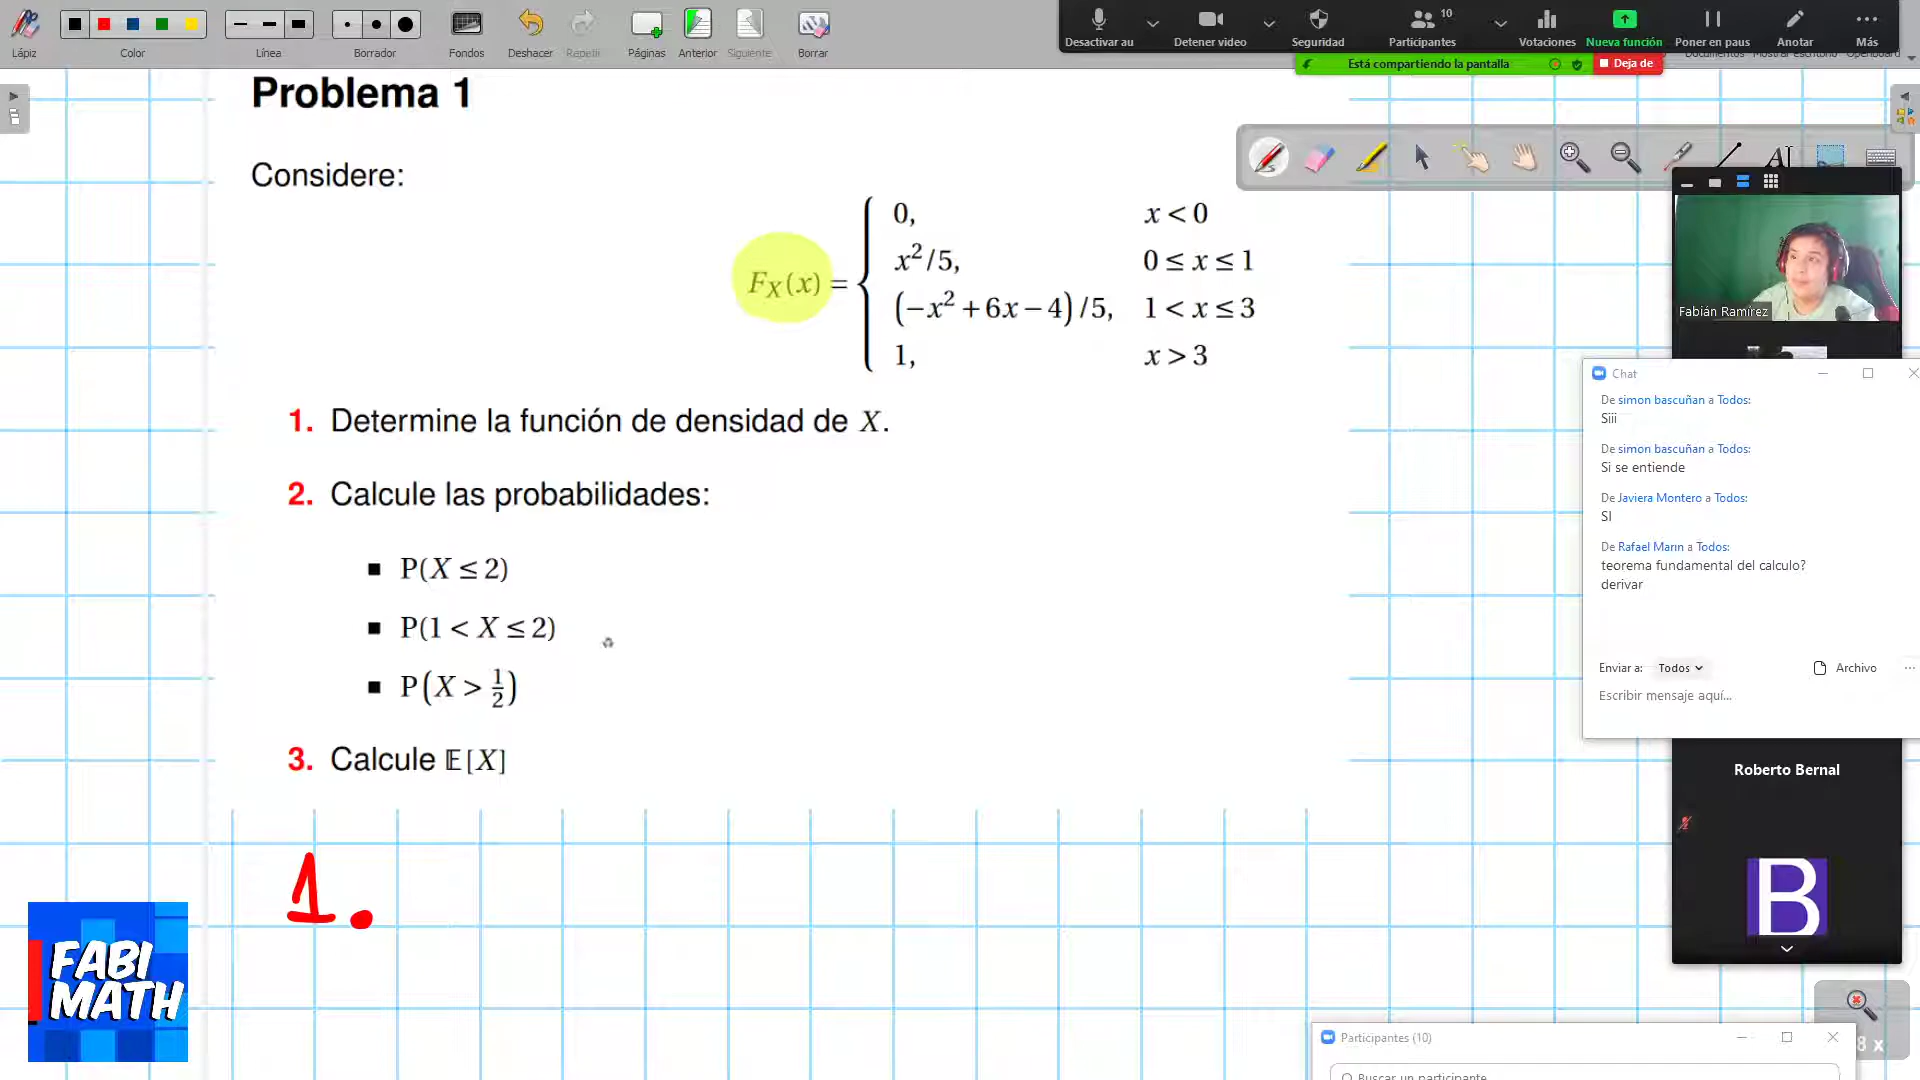 Lápiz
Color
Línea
Borrador
Fondos
Deshacer
Repetir
Páginas
Anterior
Siguiente
Borrar
Desactivar au
Detener video
Seguridad
Participantes
10
Votaciones
Nueva función
Poner en paus
Anotar
Más
Está compartiendo la pantalla
Deja de
Problema 1
Considere:
F_X(x) = { 0, x < 0
x²/5, 0 ≤ x ≤ 1
(−x² + 6x − 4)/5, 1 < x ≤ 3
1, x > 3
1. Determine la función de densidad de X.
2. Calcule las probabilidades:
■ P(X ≤ 2)
■ P(1 < X ≤ 2)
■ P(X > 1/2)
3. Calcule 𝔼[X]
1.
FABI
MATH
Fabián Ramírez
Chat
De simon bascuñan a Todos:
Siii
De simon bascuñan a Todos:
Si se entiende
De Javiera Montero a Todos:
SI
De Rafael Marin a Todos:
teorema fundamental del calculo?
derivar
Enviar a: Todos
Archivo
Escribir mensaje aquí...
Roberto Bernal
B
Participantes (10)
Buscar un participante
8 x